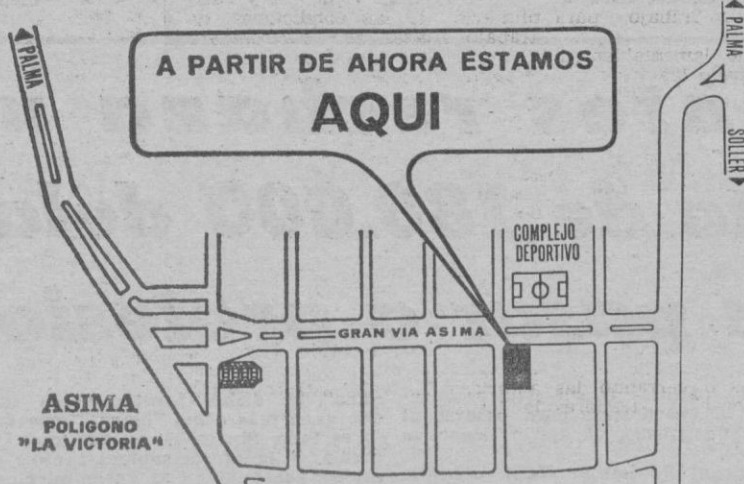 PALMA
A PARTIR DE AHORA ESTAMOS
AQUI
PALMA
SOLLER
COMPLEJO
DEPORTIVO
GRAN VIA ASIMA
ASIMA
POLIGONO
"LA VICTORIA"